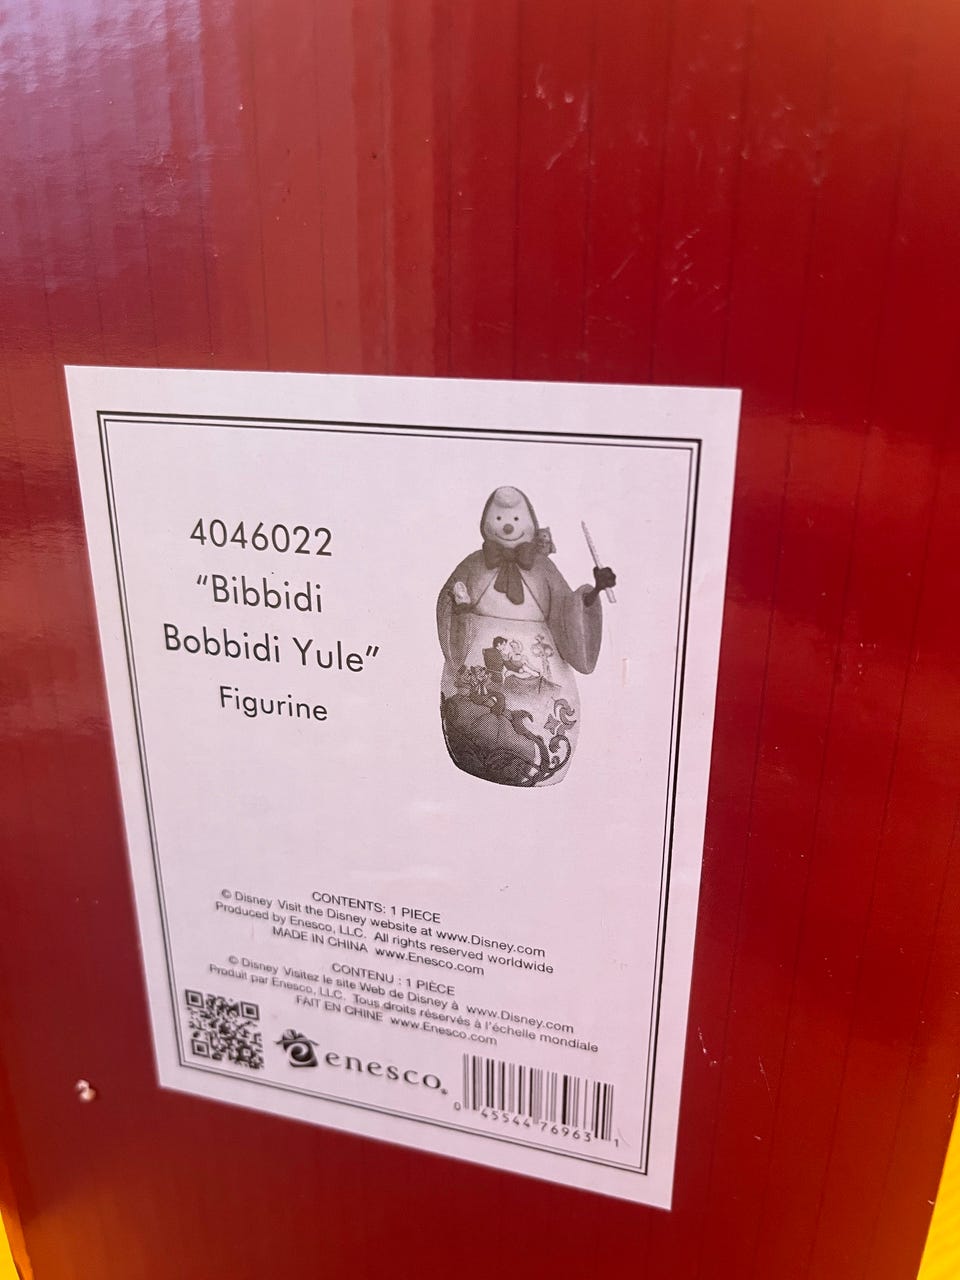 4046022
“Bibbidi
Bobbidi Yule”
Figurine
CONTENTS: 1 PIECE
© Disney Visit the Disney website at www.Disney.com
Produced by Enesco, LLC. All rights reserved worldwide
MADE IN CHINA www.Enesco.com
CONTENU : 1 PIÈCE
© Disney Visitez le site Web de Disney à www.Disney.com
Produit par Enesco, LLC. Tous droits réservés à l'échelle mondiale
FAIT EN CHINE www.Enesco.com
enesco®
0 45544 76963 1